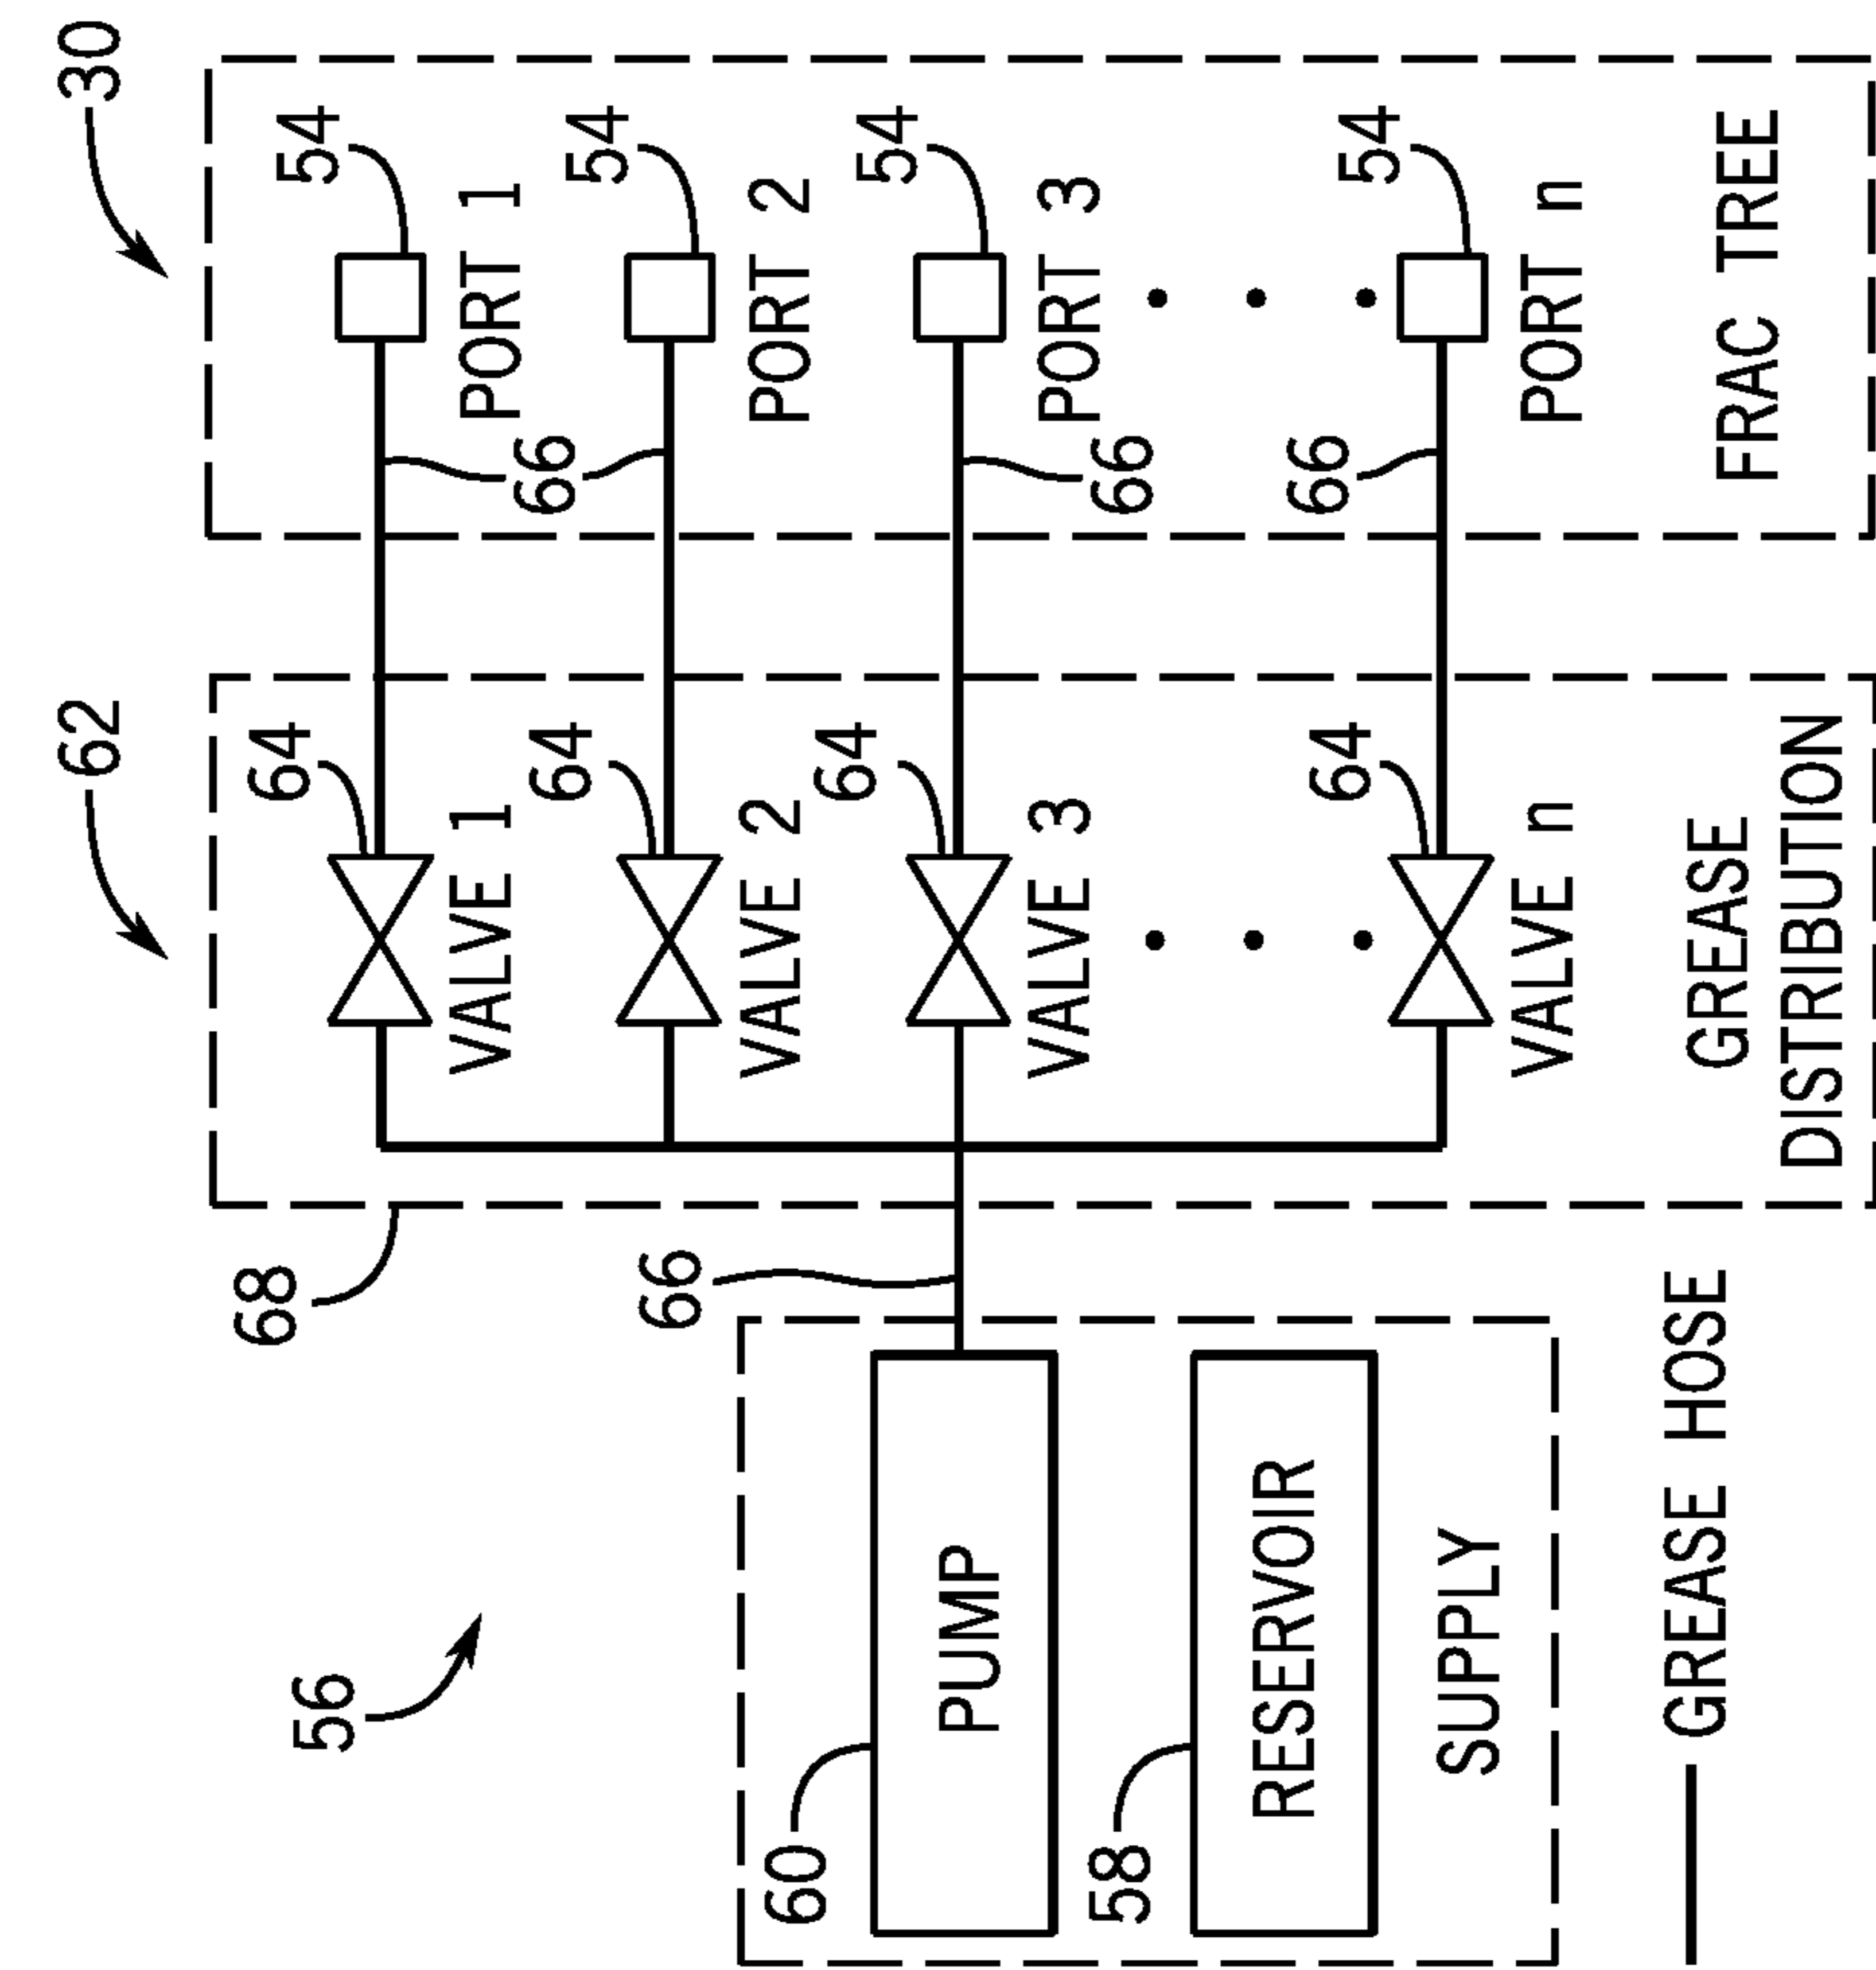 56
62
30
68
60
PUMP
58
RESERVOIR
SUPPLY
66
64
VALVE 1
64
VALVE 2
64
VALVE 3
64
VALVE n
GREASE
DISTRIBUTION
54
PORT 1
66
54
PORT 2
54
PORT 3
66
54
PORT n
66
FRAC TREE
GREASE HOSE